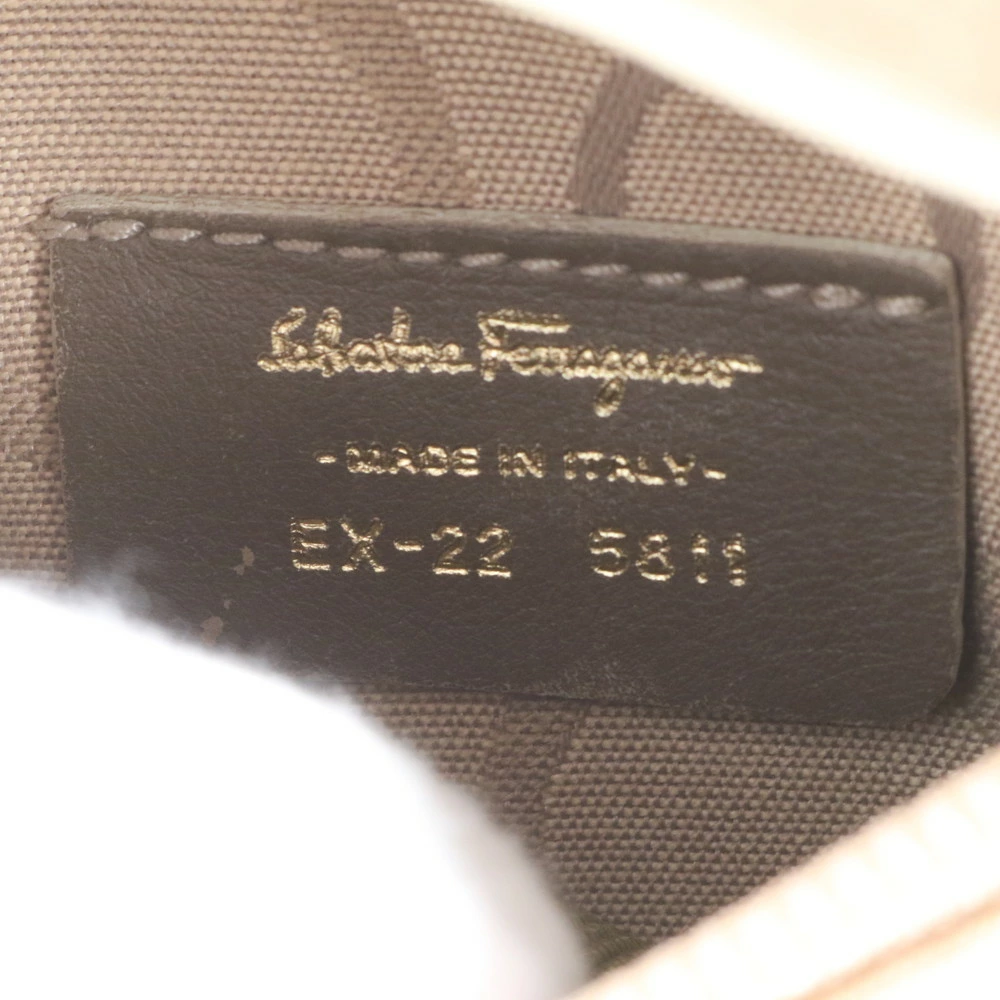 Salvatore Ferragamo
-MADE IN ITALY-
EX-22 5811